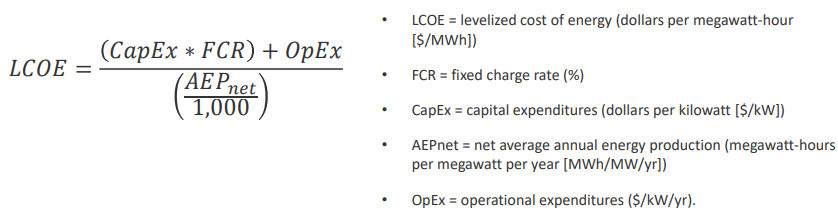 LCOE = (CapEx * FCR) + OpEx
(AEPnet
1,000)
• LCOE = levelized cost of energy (dollars per megawatt-hour
[$/MWh])
• FCR = fixed charge rate (%)
• CapEx = capital expenditures (dollars per kilowatt [$/kW])
• AEPnet = net average annual energy production (megawatt-hours
per megawatt per year [MWh/MW/yr])
• OpEx = operational expenditures ($/kW/yr).